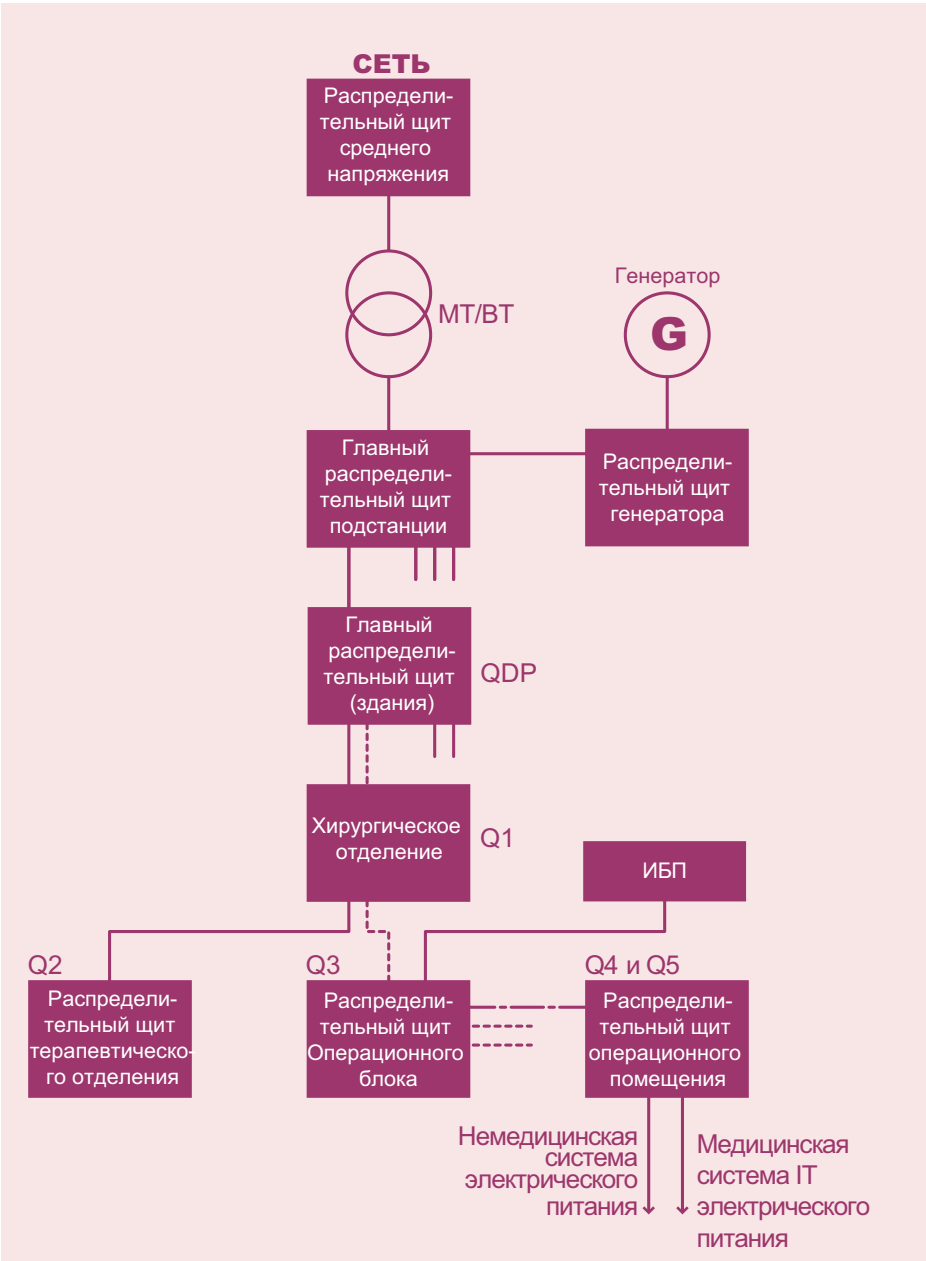 СЕТЬ
Распредели-
тельный щит
среднего
напряжения
МТ/ВТ
Генератор
G
Главный
распредели-
тельный щит
подстанции
Распредели-
тельный щит
генератора
Главный
распредели-
тельный щит
(здания)
QDP
Хирургическое
отделение
Q1
ИБП
Q2
Распредели-
тельный щит
терапевтическо-
го отделения
Q3
Распредели-
тельный щит
Операционного
блока
Q4 и Q5
Распредели-
тельный щит
операционного
помещения
Немедицинская
система
электрического
питания
Медицинская
система IT
электрического
питания